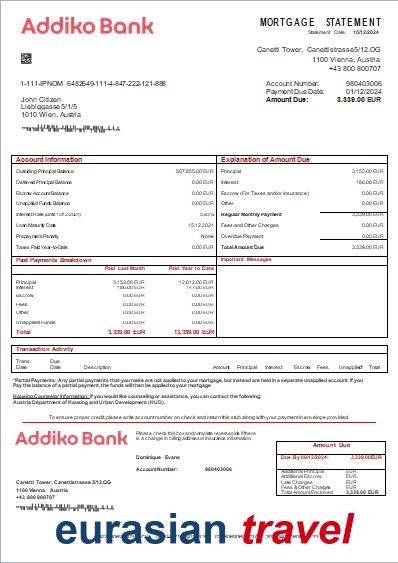 Addiko Bank
MORTGAGE STATEMENT
Statement Date: 15/12/2024
Canetti Tower, Canettistrasse5/12.OG
1100 Vienna, Austria
+43 800 800707
1-111-IPNOM 6482649-111-4-847-222-121-888
Account Number: 980403006
Payment Due Date: 01/12/2024
Amount Due: 3,339.00 EUR
John Citizen
Liebiggasse 5/1/5
1010 Wien, Austria
Account Information
Outstanding Principal Balance 507,855.00 EUR
Deferred Principal Balance 0.00 EUR
Escrow Account Balance 0.00 EUR
Unapplied Funds Balance 0.00 EUR
Interest Rate (until 15.12.2024)
Loan Maturity Date 15.12.2024
Prepayment Penalty None
Taxes Paid Year-to-Date 0.00 EUR
Explanation of Amount Due
Principal 3,153.00 EUR
Interest 186.00 EUR
Escrow (For Taxes and/or Insurance) 0.00 EUR
Other 0.00 EUR
Regular Monthly Payment 3,339.00 EUR
Fees and Other Charges 0.00 EUR
Overdue Payment 0.00 EUR
Total Amount Due 3,339.00 EUR
Past Payments Breakdown
Paid Last Month Paid Year to Date
Principal 3,153.00 EUR 12,612.00 EUR
Interest 186.00 EUR 747.00 EUR
Escrow 0.00 EUR 0.00 EUR
Fees 0.00 EUR 0.00 EUR
Other 0.00 EUR 0.00 EUR
Unapplied Funds 0.00 EUR 0.00 EUR
Total 3,339.00 EUR 13,359.00 EUR
Important Messages
Transaction Activity
Trans. Date Due Date Description Amount Principal Interest Escrow Fees Unapplied* Total
*Partial Payments: Any partial payments that you make are not applied to your mortgage, but instead are held in a separate unapplied account. If you
Pay the balance of a partial payment, the funds will then be applied to your mortgage.
Housing Counselor Information: If you would like counseling or assistance, you can contact the following:
Austria Department of Housing and Urban Development (HUD).
To ensure proper credit, please write account number on check and return this stub along with your payment in envelope provided.
Addiko Bank
Please check this box and complete reverse side if there
is a change in billing address or insurance information
Dominique Evans
Account Number: 980403006
Amount Due
Due By 09/12/2024: 3,339.00EUR
Additional Principal EUR
Additional Escrow EUR
Late Charges EUR
Fees & Other Charges EUR
Total Amount Enclosed EUR
Canetti Tower, Canettistrasse 5/12.OG
1100 Vienna, Austria
+43 800 800707
eurasian travel